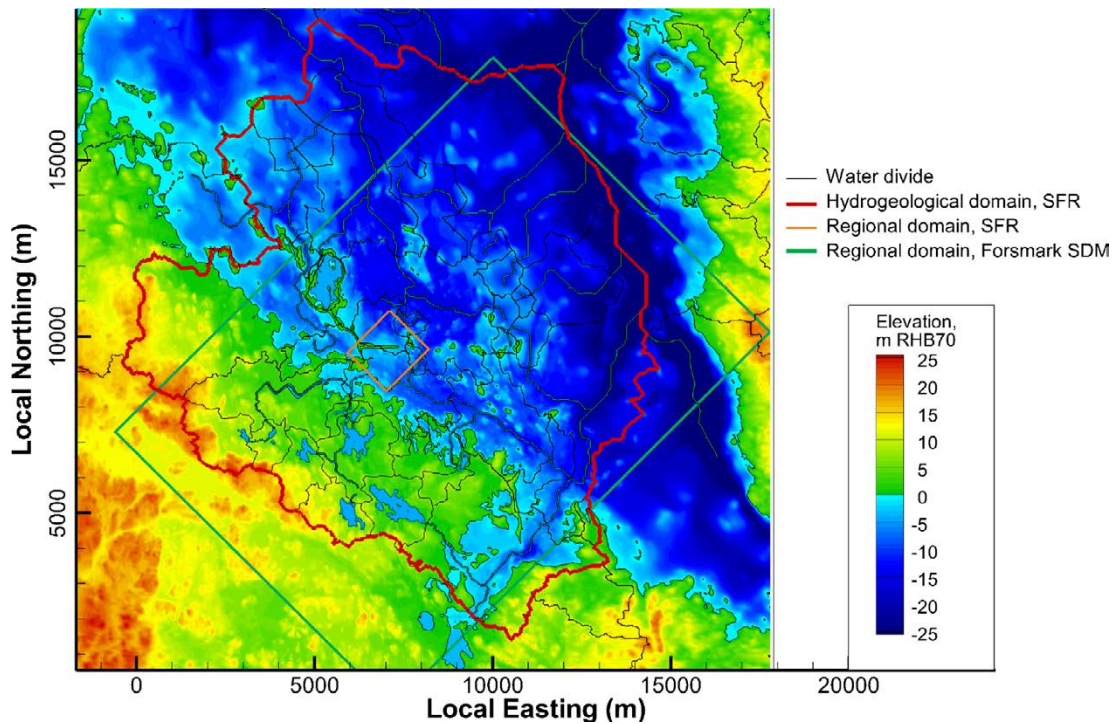 Water divide
Hydrogeological domain, SFR
Regional domain, SFR
Regional domain, Forsmark SDM
Elevation,
m RHB70
25
20
15
10
5
0
-5
-10
-15
-20
-25
Local Northing (m)
15000
10000
5000
0
5000
10000
15000
20000
Local Easting (m)